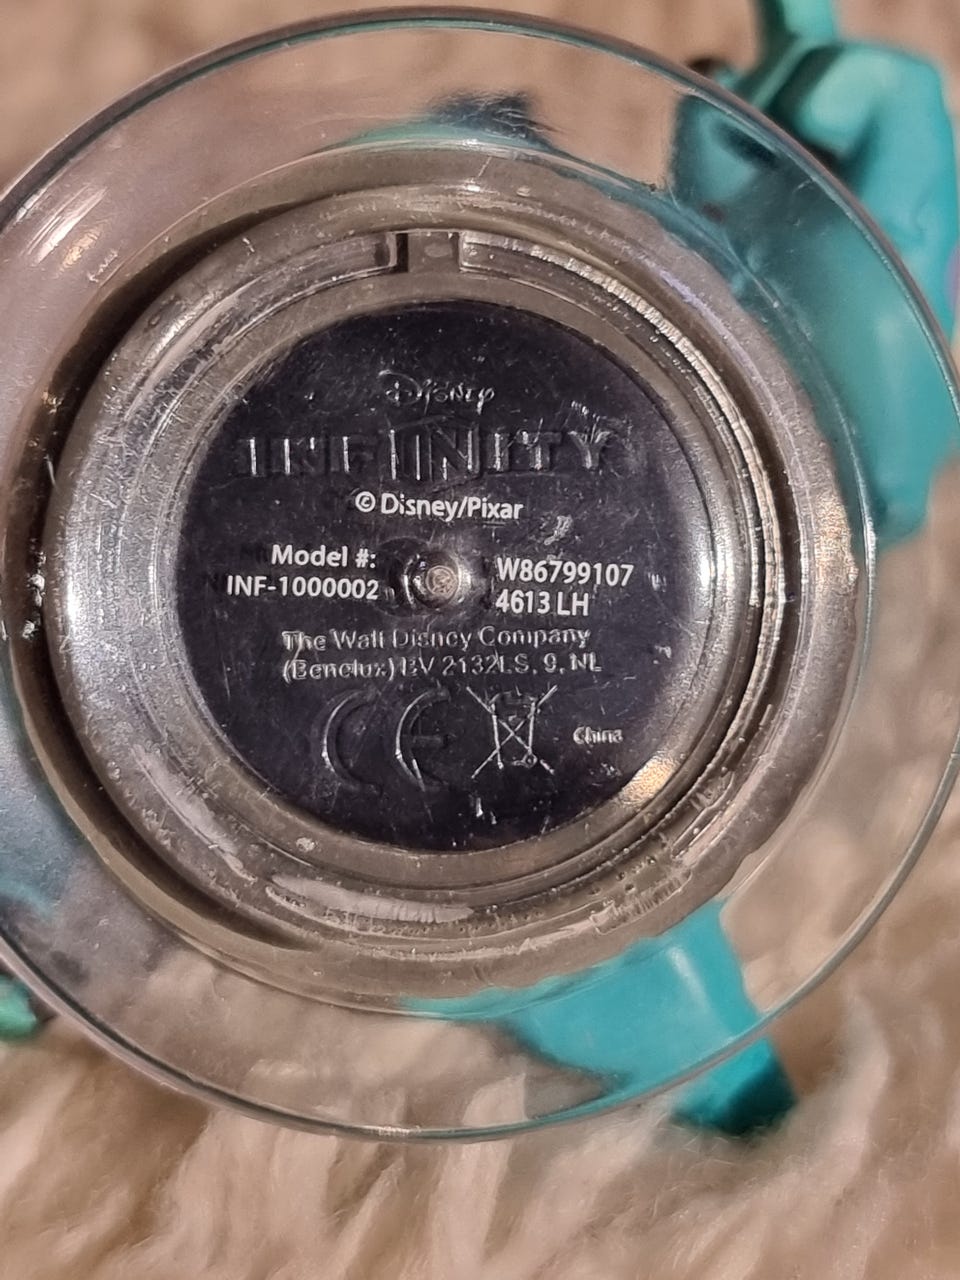 Disney
INFINITY
© Disney/Pixar
Model #:
INF-1000002
W86799107
4613 LH
The Walt Disney Company
(Benelux) BV 2132LS, 9, NL
CE
China